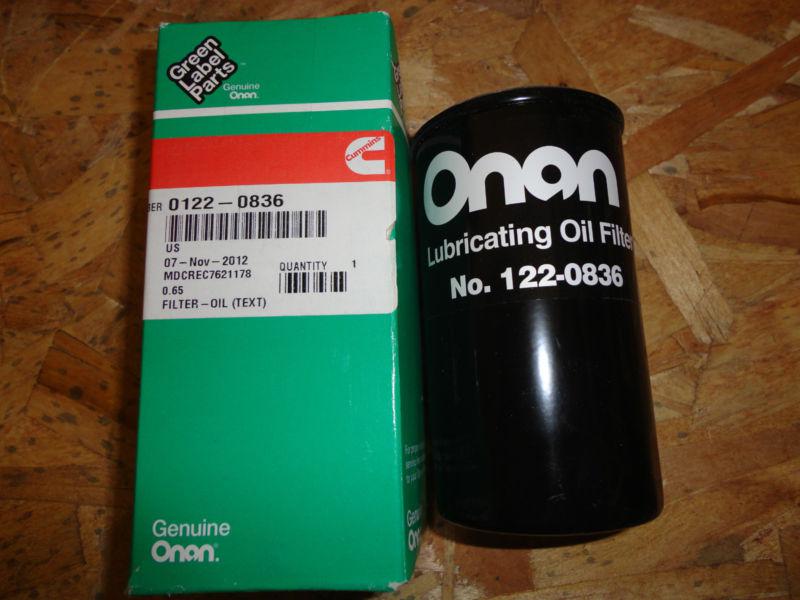 Green
Label
Parts™
Genuine
Onan.
Cummins
0122-0836
US
07-Nov-2012
MDCREC7621178
QUANTITY 1
0.65
FILTER-OIL (TEXT)
Genuine
Onan®
Onan
Lubricating Oil Filter
No. 122-0836